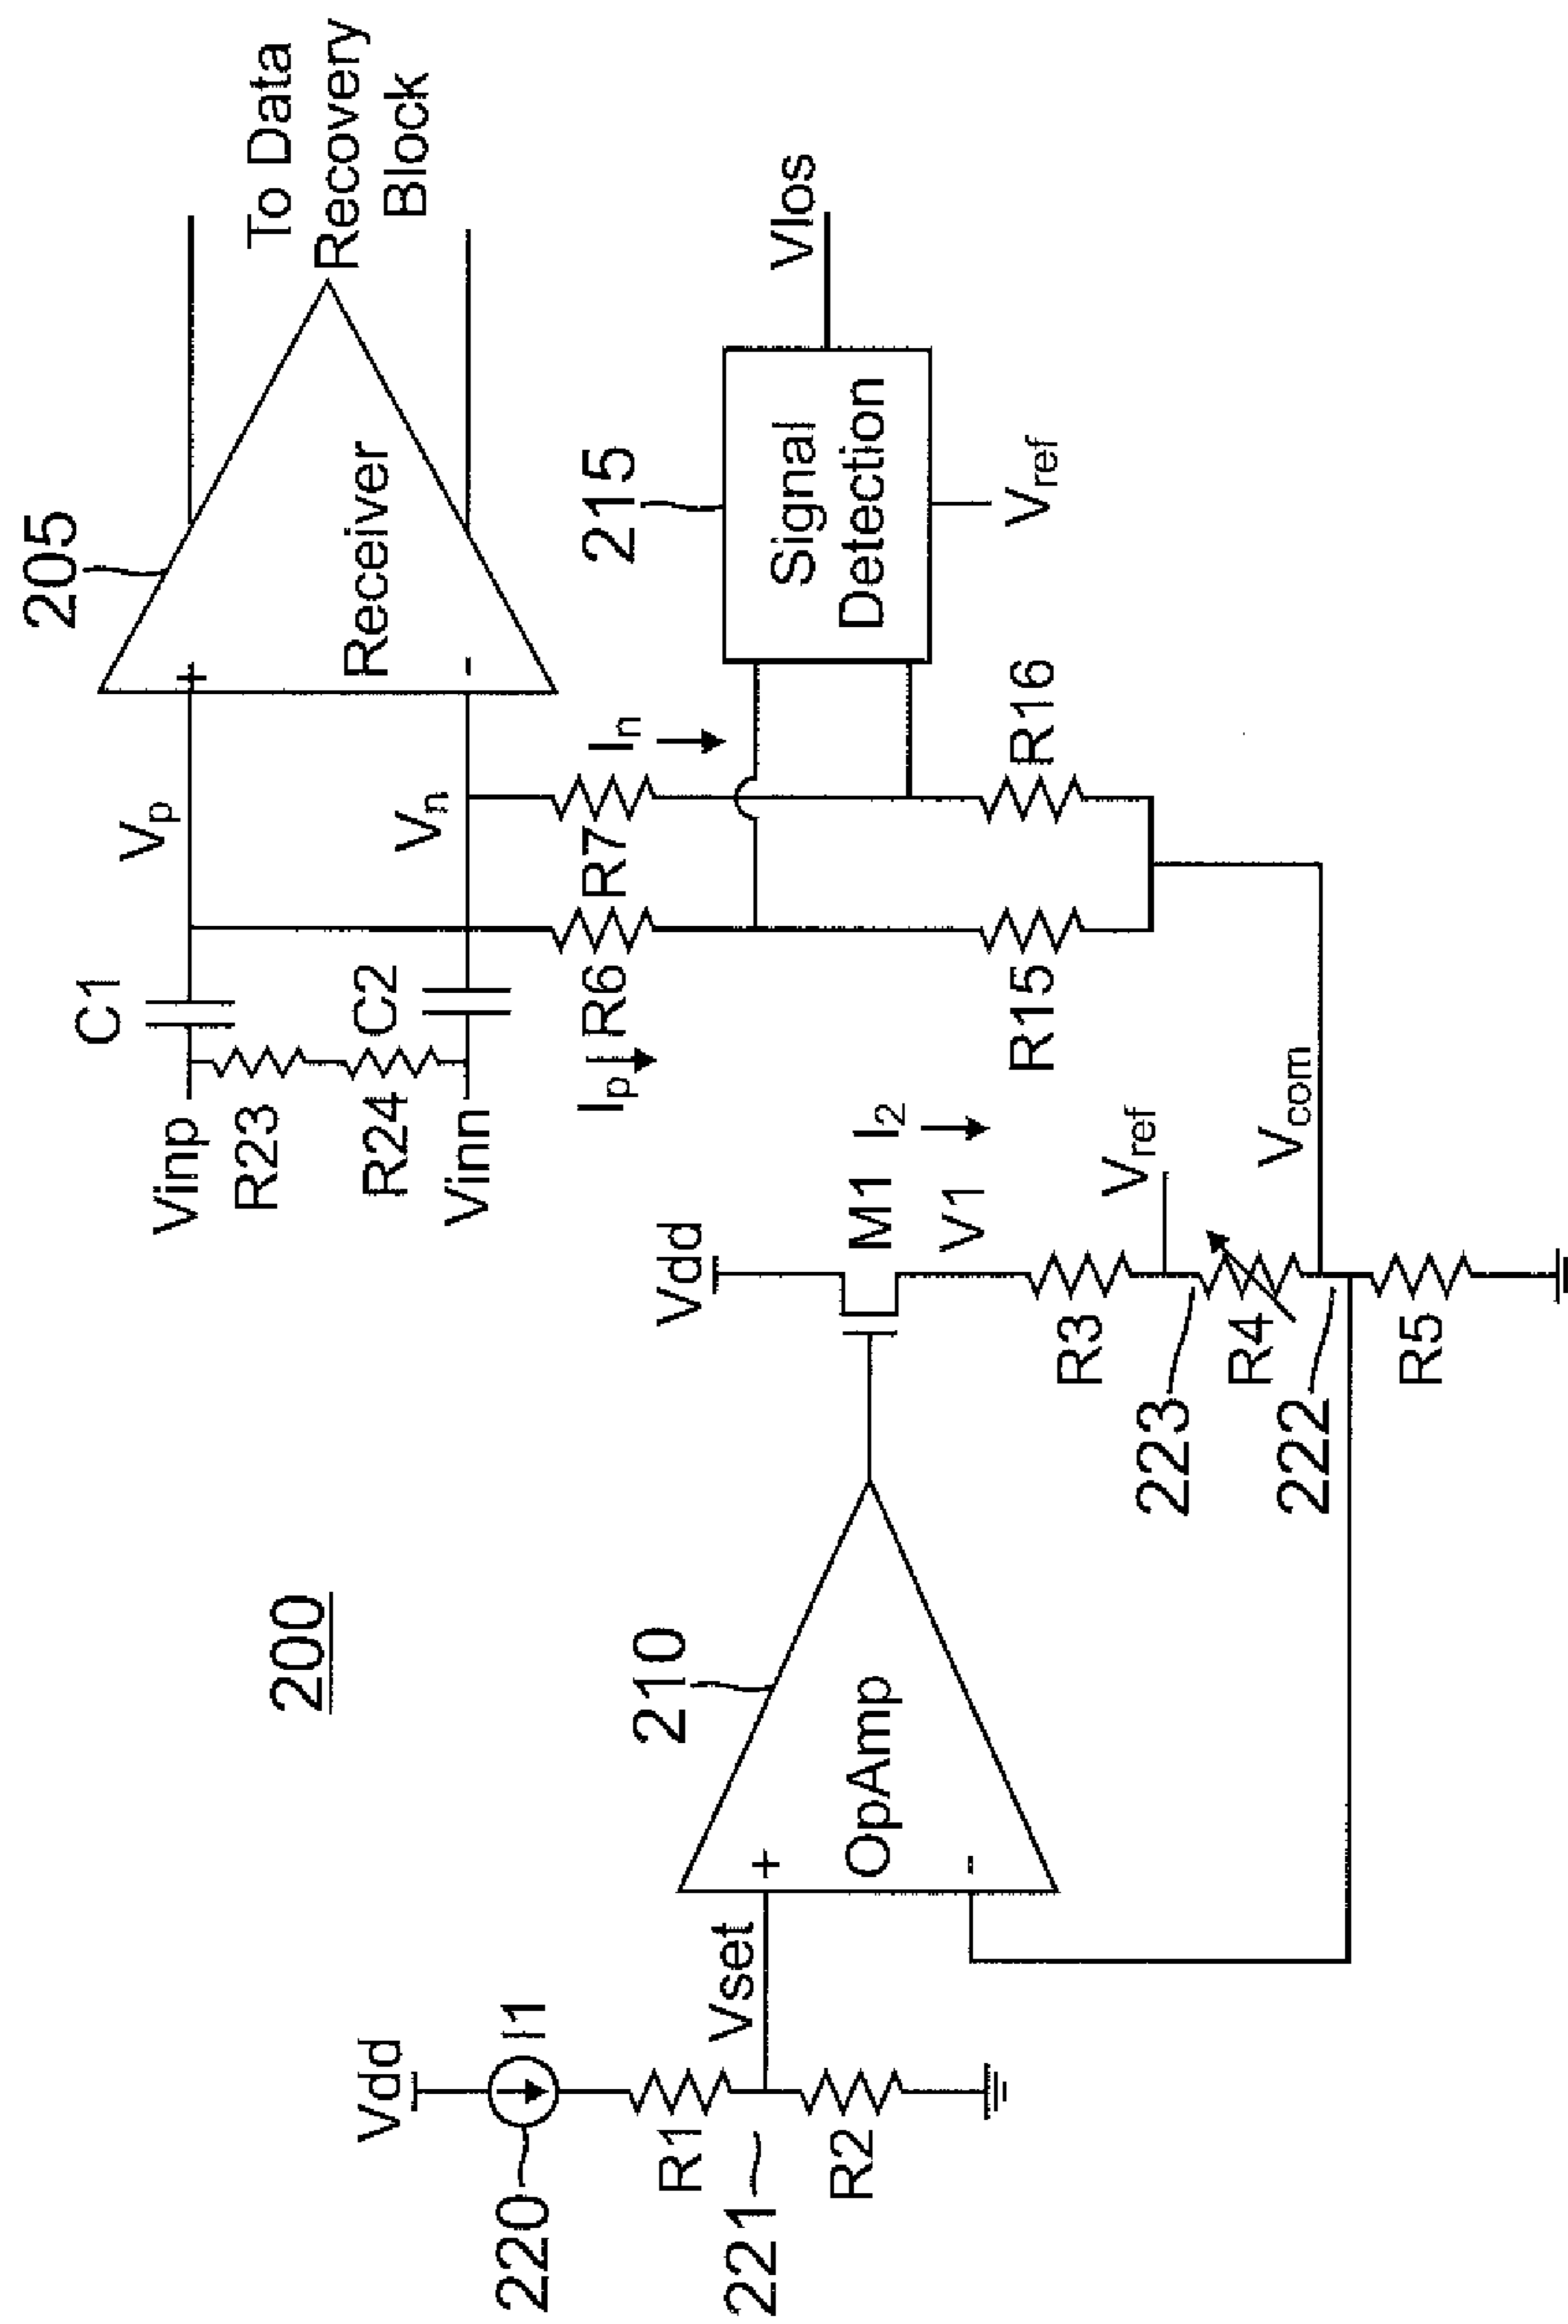 200
205
To Data
Recovery
Block
Receiver
+
-
Vp
Vn
C1
C2
Vinp
R23
R24
Vinn
Ip
R6
R7
In
215
Signal
Detection
Vlos
Vref
R15
R16
Vdd
M1
I2
V1
R3
Vref
223
R4
222
Vcom
R5
210
OpAmp
+
-
Vset
Vdd
220
I1
R1
221
R2